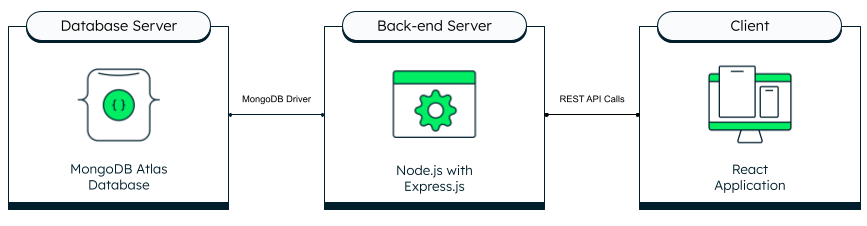 Database Server
Back-end Server
Client
{ }
MongoDB Driver
REST API Calls
MongoDB Atlas
Database
Node.js with
Express.js
React
Application